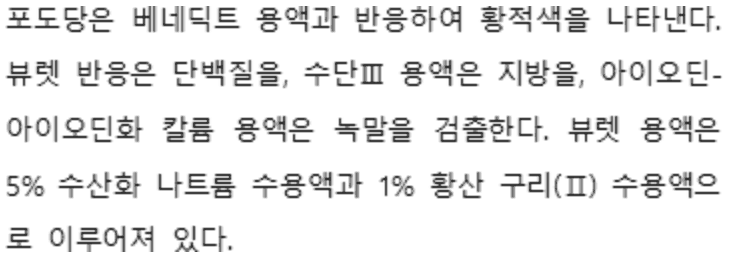 포도당은 베네딕트 용액과 반응하여 황적색을 나타낸다.
뷰렛 반응은 단백질을, 수단Ⅲ 용액은 지방을, 아이오딘-
아이오딘화 칼륨 용액은 녹말을 검출한다. 뷰렛 용액은
5% 수산화 나트륨 수용액과 1% 황산 구리(Ⅱ) 수용액으
로 이루어져 있다.